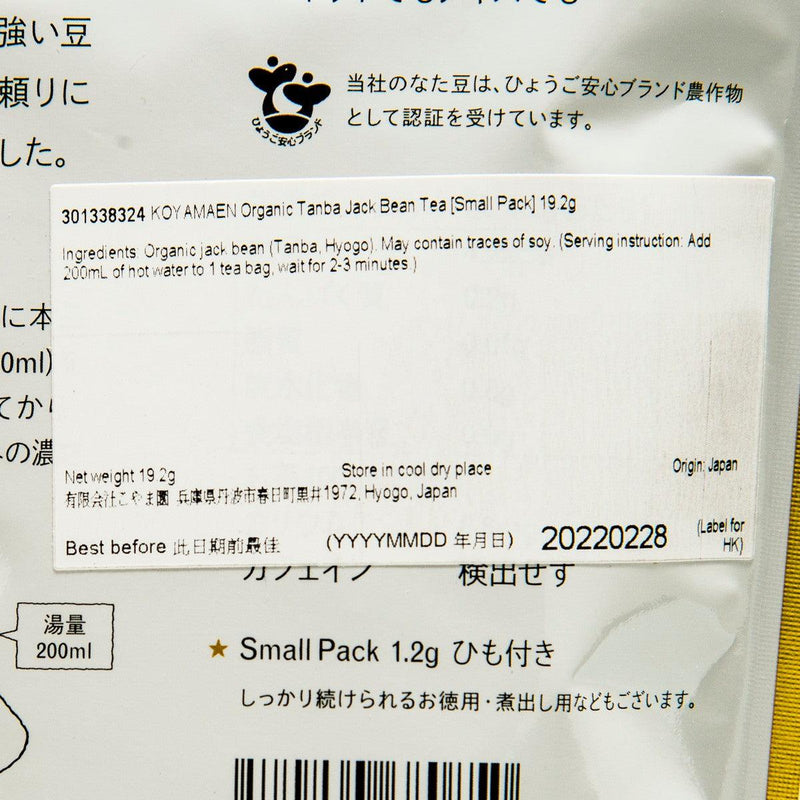 強い豆
頼りに
した。
ひょうご安心ブランド
当社のなた豆は、ひょうご安心ブランド農作物
として認証を受けています。
301338324 KOYAMAEN Organic Tanba Jack Bean Tea [Small Pack] 19.2g
Ingredients: Organic jack bean (Tanba, Hyogo). May contain traces of soy. (Serving instruction: Add
200mL of hot water to 1 tea bag, wait for 2-3 minutes.)
に本
0ml)
てから
の濃
Net weight 19.2g
Store in cool dry place
Origin: Japan
有限会社こやま園 兵庫県丹波市春日町黒井1972, Hyogo, Japan
Best before 此日期前最佳 (YYYYMMDD 年月日) 20220228
(Label for
HK)
カフェイン 検出せず
湯量
200ml
★ Small Pack 1.2g ひも付き
しっかり続けられるお徳用・煮出し用などもございます。